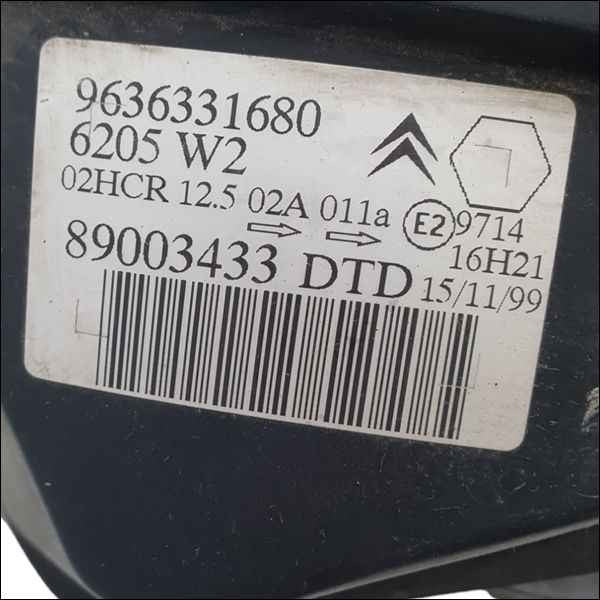 9636331680
6205 W2
02HCR 12.5 02A 011a E2 9714
16H21
89003433 DTD 15/11/99